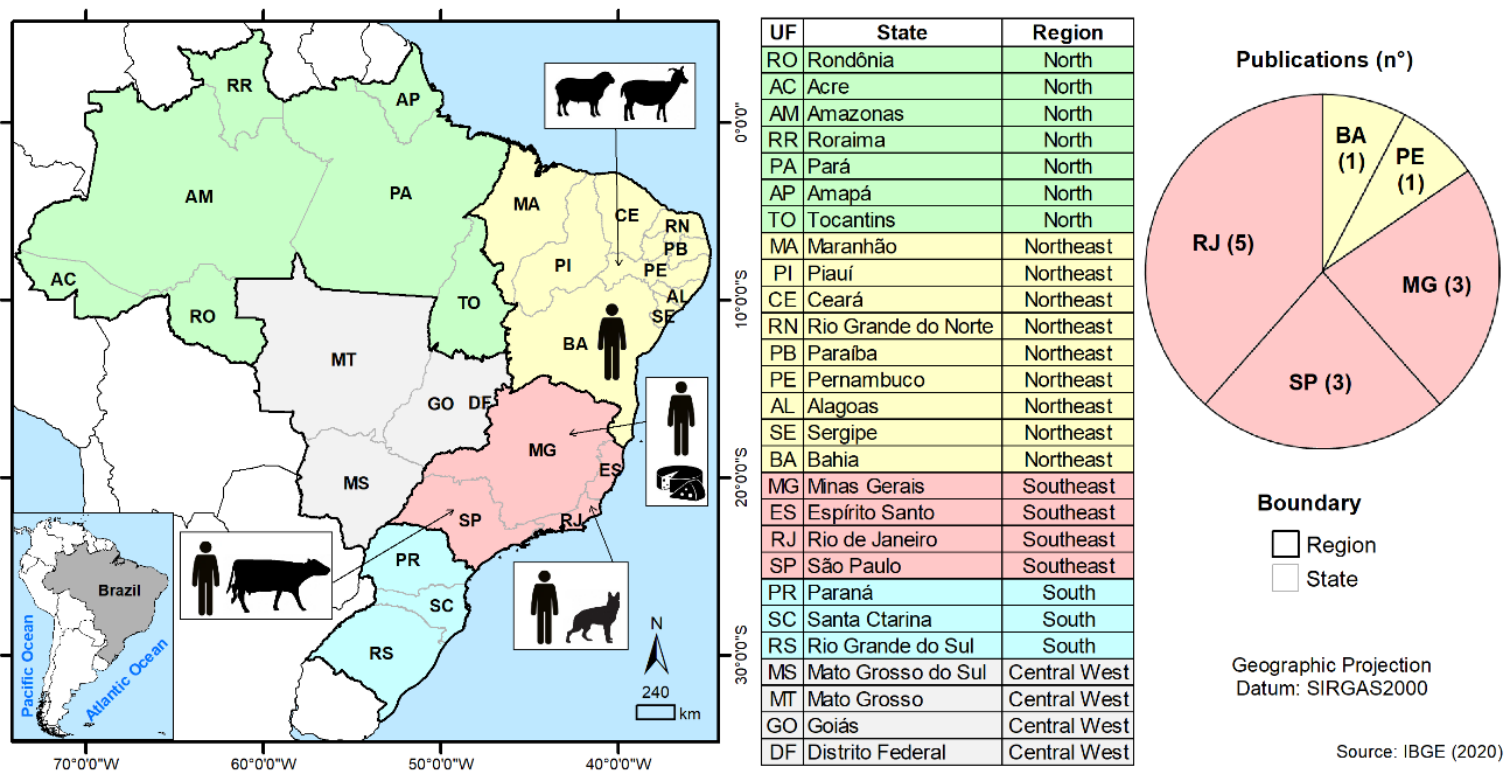 RR
AP
AM
PA
MA
CE
RN
PB
PI
PE
AC
TO
AL
RO
SE
BA
MT
GO
DF
MG
ES
MS
SP
RJ
PR
SC
RS
Brazil
Pacific Ocean
Atlantic Ocean
N
240
km
0°0'0"
10°0'0"S
20°0'0"S
30°0'0"S
70°0'0"W
60°0'0"W
50°0'0"W
40°0'0"W
UF State Region
RO Rondônia North
AC Acre North
AM Amazonas North
RR Roraima North
PA Pará North
AP Amapá North
TO Tocantins North
MA Maranhão Northeast
PI Piauí Northeast
CE Ceará Northeast
RN Rio Grande do Norte Northeast
PB Paraíba Northeast
PE Pernambuco Northeast
AL Alagoas Northeast
SE Sergipe Northeast
BA Bahia Northeast
MG Minas Gerais Southeast
ES Espírito Santo Southeast
RJ Rio de Janeiro Southeast
SP São Paulo Southeast
PR Paraná South
SC Santa Ctarina South
RS Rio Grande do Sul South
MS Mato Grosso do Sul Central West
MT Mato Grosso Central West
GO Goiás Central West
DF Distrito Federal Central West
Publications (n°)
BA
(1)
PE
(1)
RJ (5)
MG (3)
SP (3)
Boundary
Region
State
Geographic Projection
Datum: SIRGAS2000
Source: IBGE (2020)